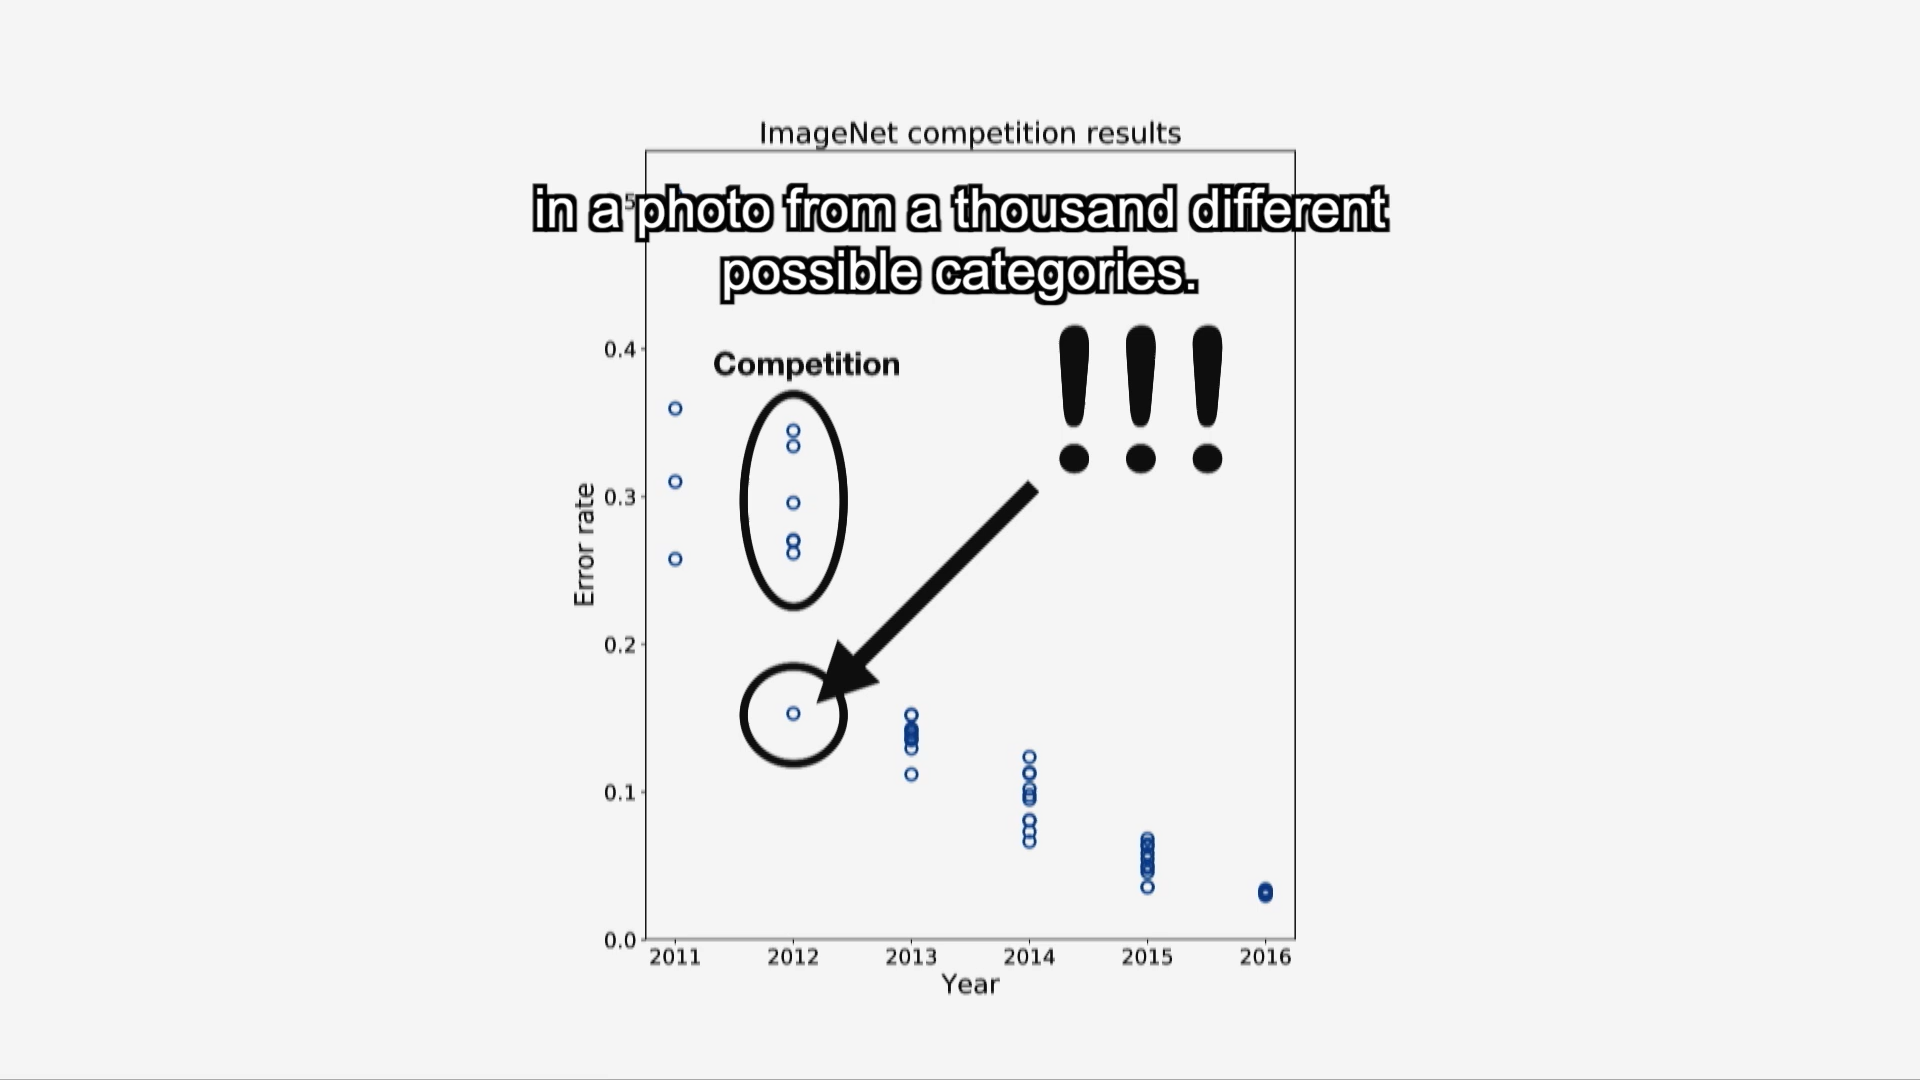 ImageNet competition results
in a photo from a thousand different
possible categories.
0.4
Competition
! ! !
0.3
Error rate
0.2
0.1
0.0
2011 2012 2013 2014 2015 2016
Year